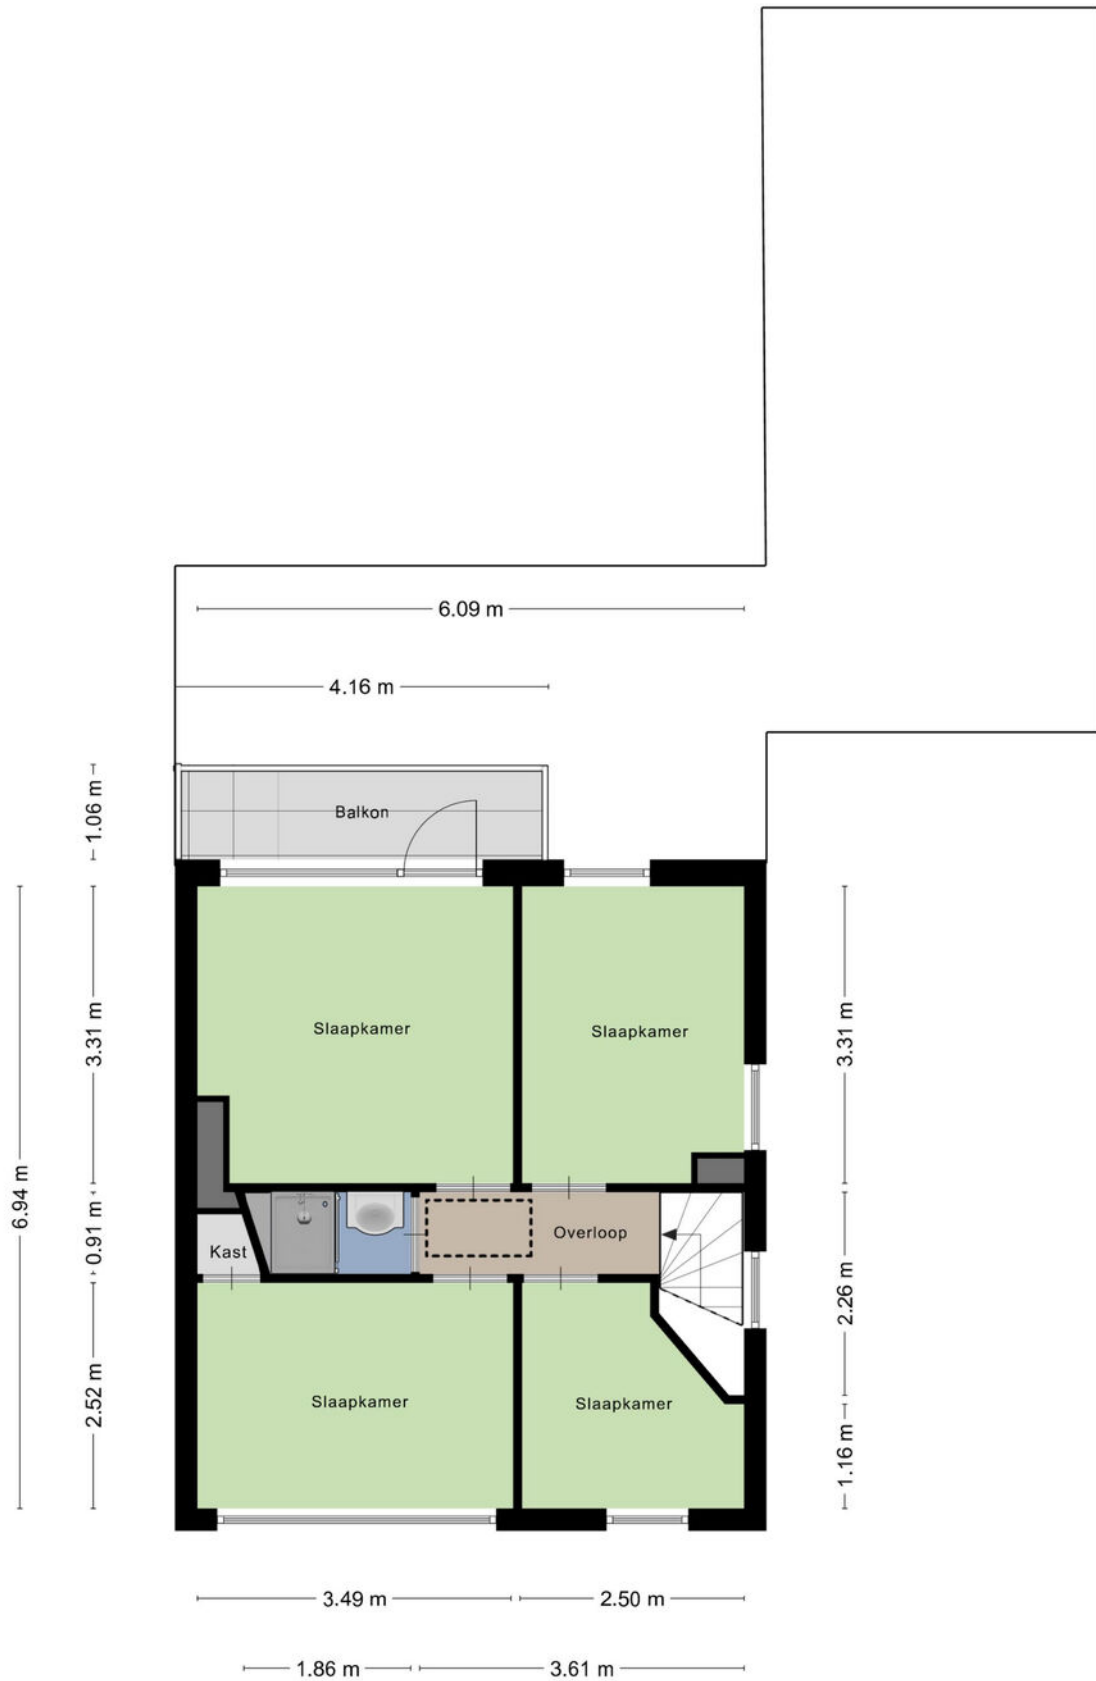 6.09 m
4.16 m
1.06 m
Balkon
3.31 m
3.31 m
Slaapkamer
Slaapkamer
6.94 m
0.91 m
Kast
Overloop
2.26 m
2.52 m
Slaapkamer
Slaapkamer
1.16 m
3.49 m
2.50 m
1.86 m
3.61 m